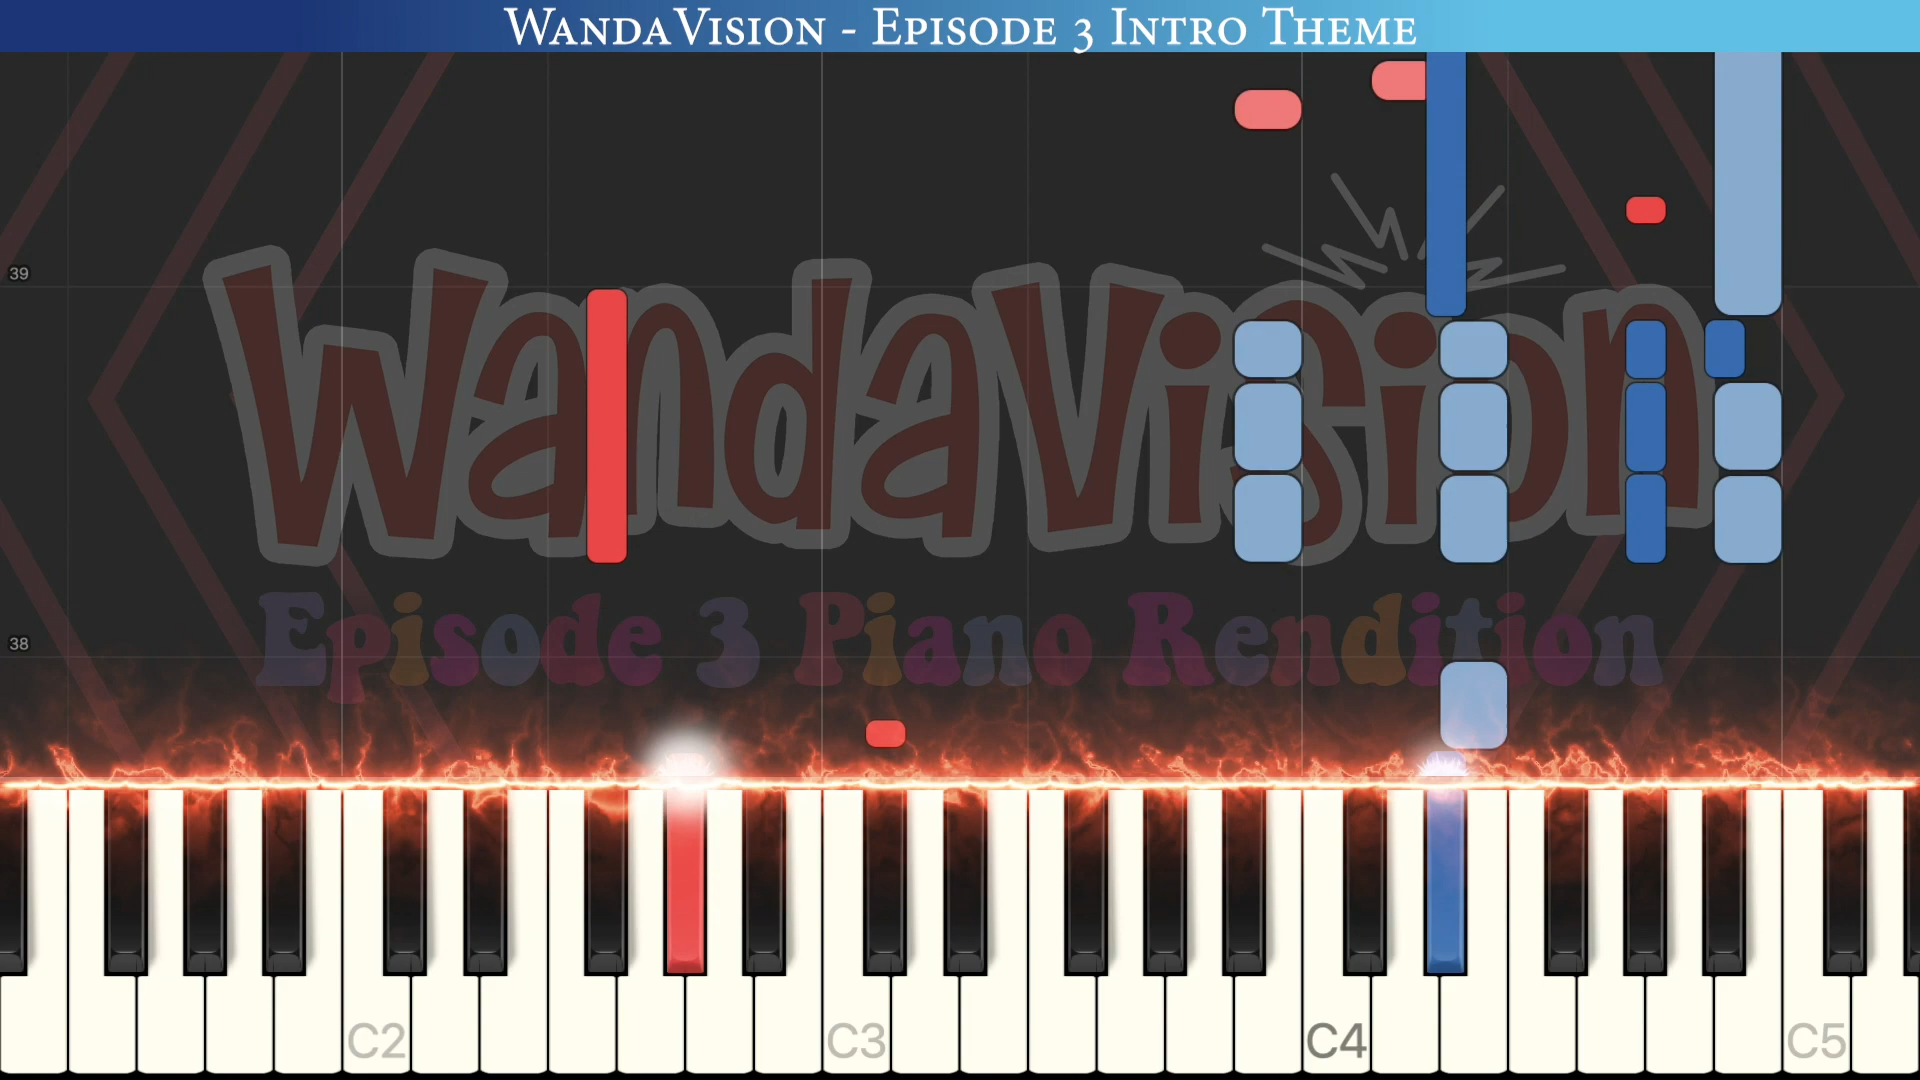 WandaVision - Episode 3 Intro Theme
39
WandaVision
38
Episode 3 Piano Rendition
C2 C3 C4 C5